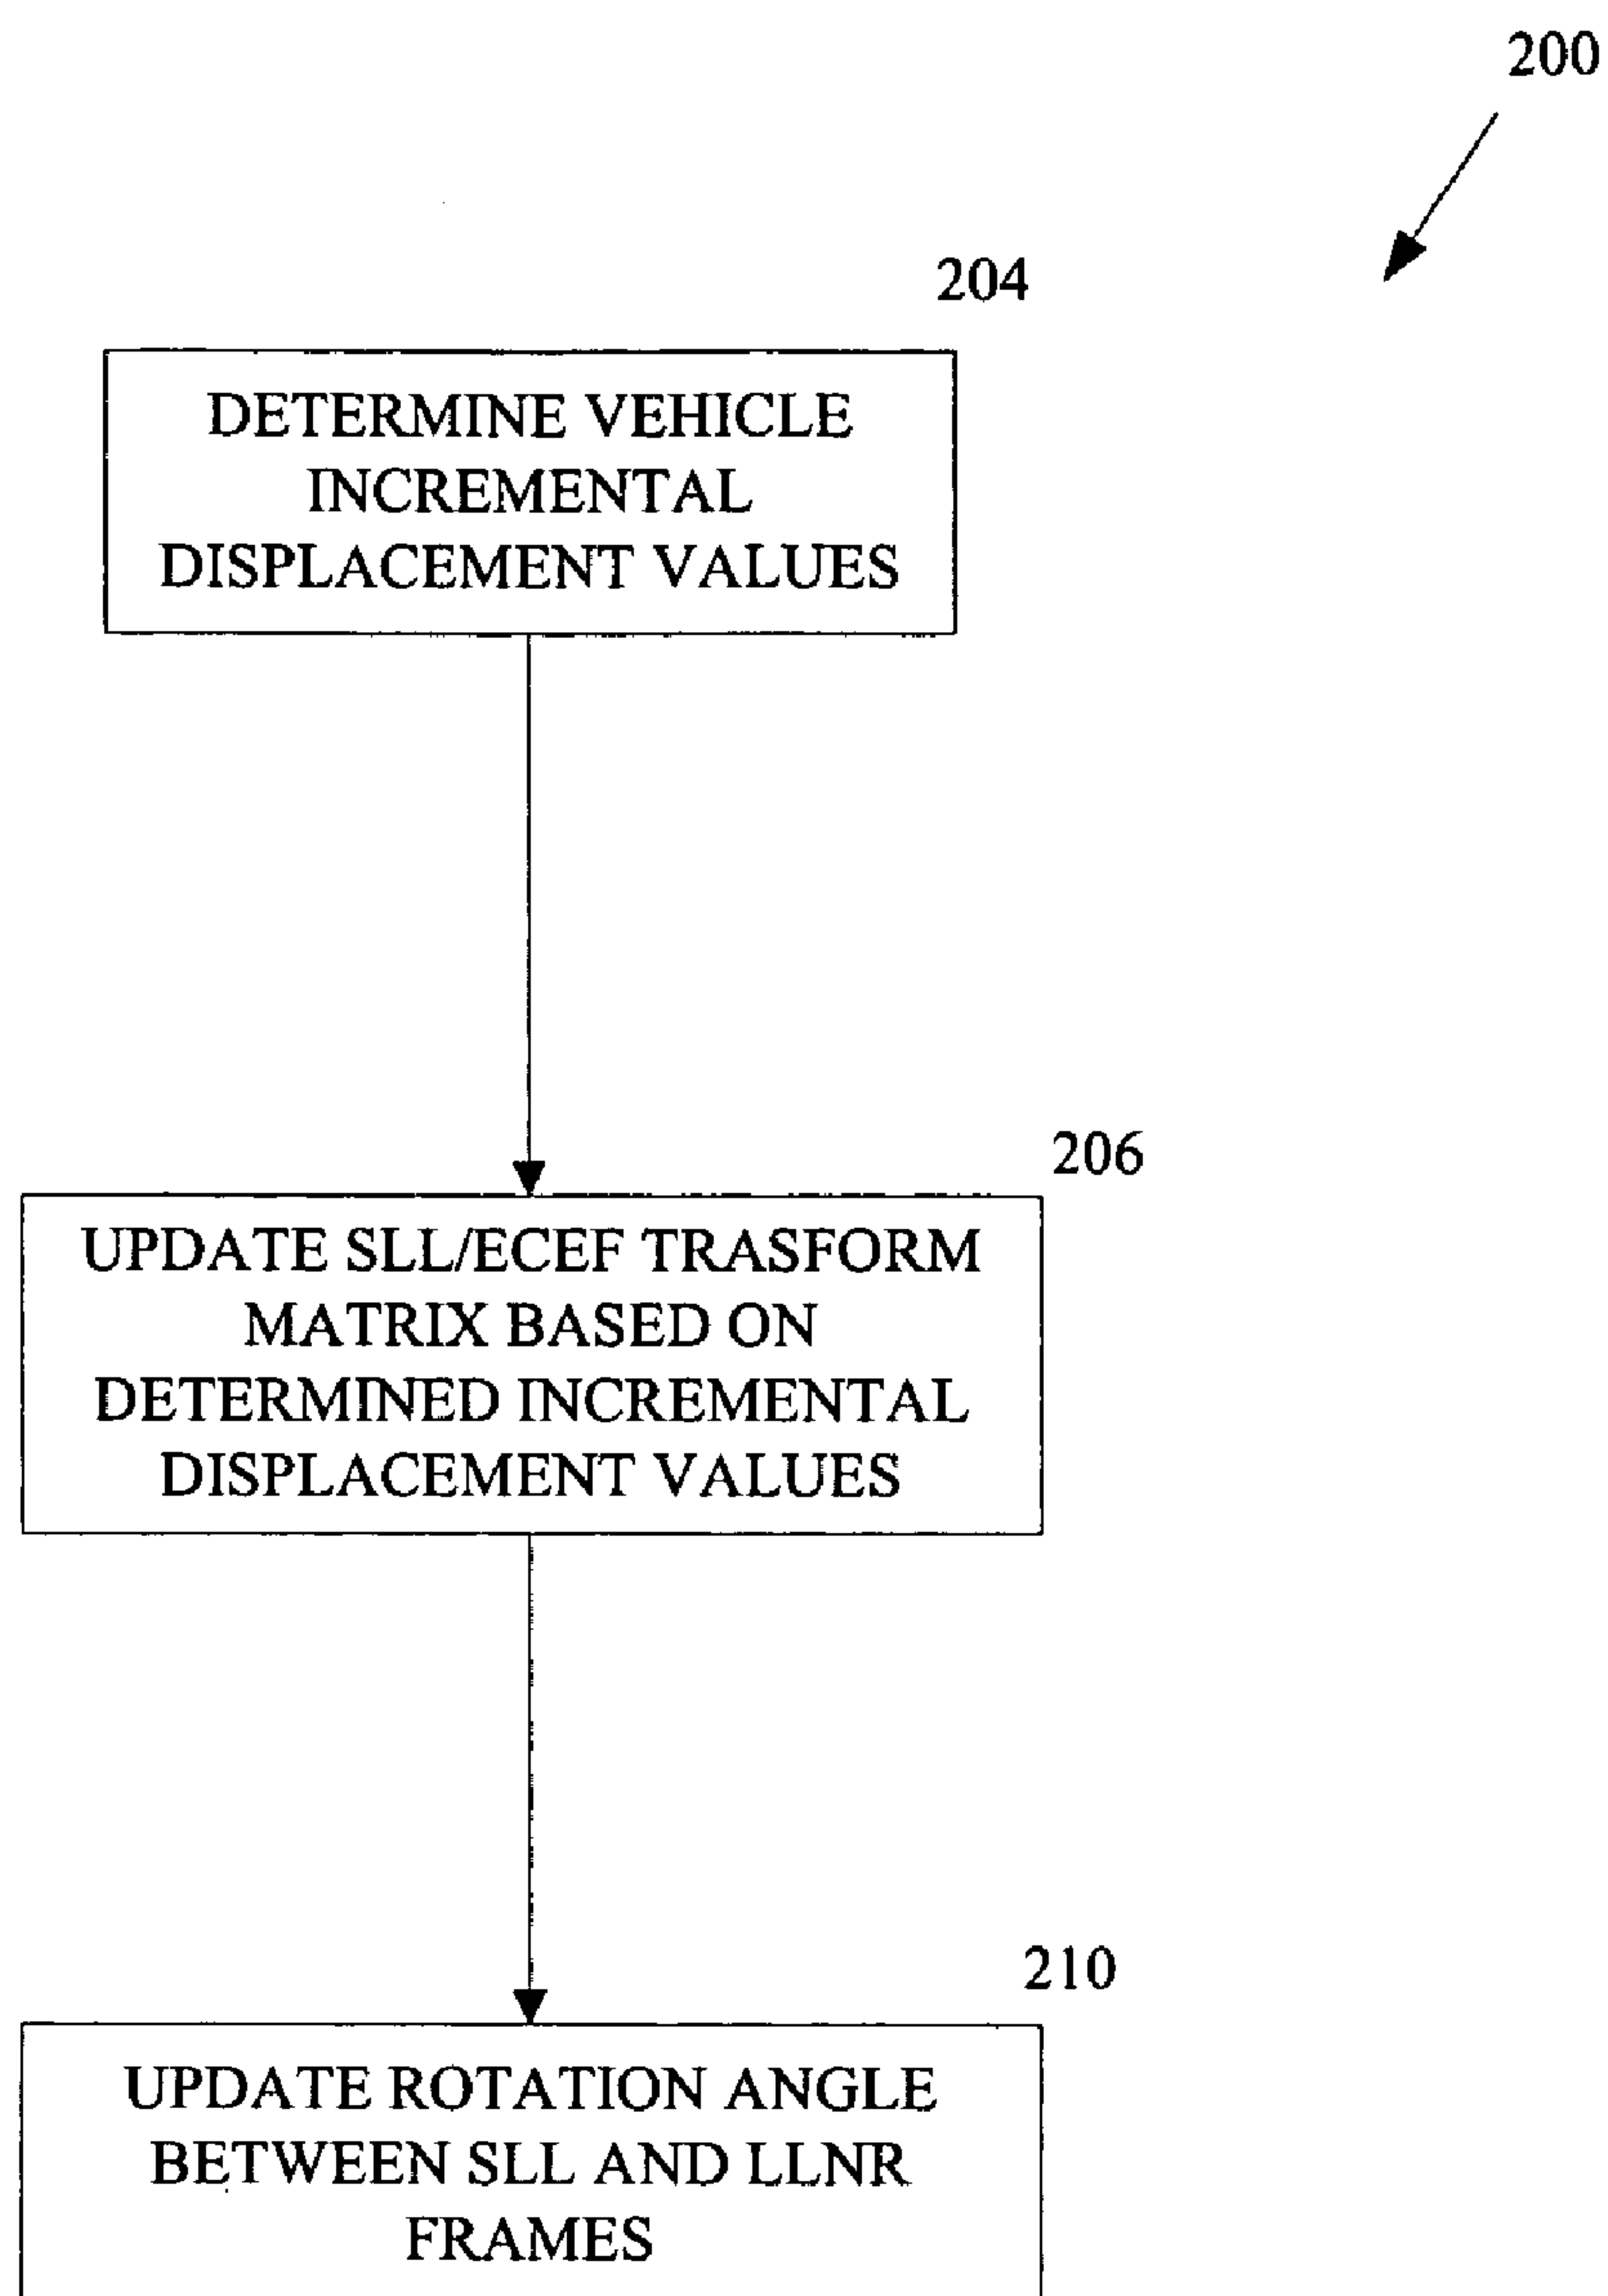 200
204
DETERMINE VEHICLE
INCREMENTAL
DISPLACEMENT VALUES
206
UPDATE SLL/ECEF TRASFORM
MATRIX BASED ON
DETERMINED INCREMENTAL
DISPLACEMENT VALUES
210
UPDATE ROTATION ANGLE
BETWEEN SLL AND LLNR
FRAMES